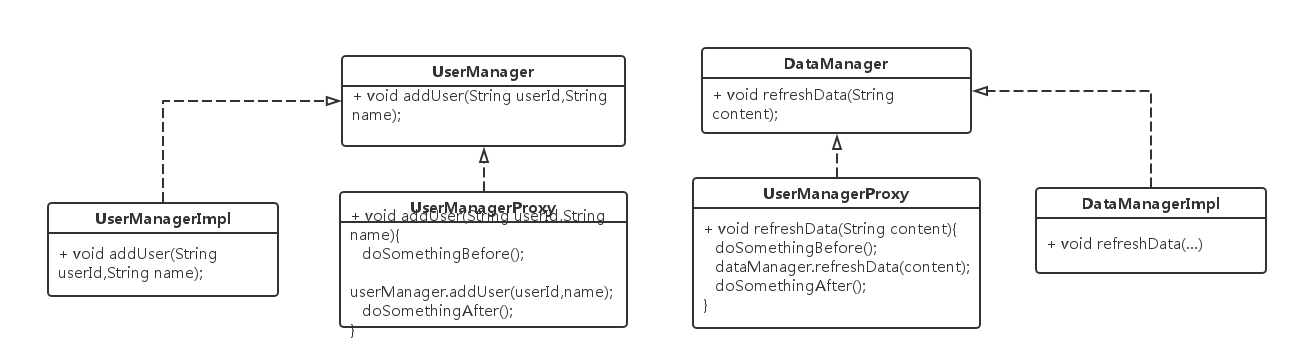 UserManager
+ void addUser(String userId,String
name);
DataManager
+ void refreshData(String
content);
UserManagerImpl
+ void addUser(String
userId,String name);
UserManagerProxy
+ void addUser(String userId,String
name){
doSomethingBefore();
userManager.addUser(userId,name);
doSomethingAfter();
}
UserManagerProxy
+ void refreshData(String content){
doSomethingBefore();
dataManager.refreshData(content);
doSomethingAfter();
}
DataManagerImpl
+ void refreshData(...)